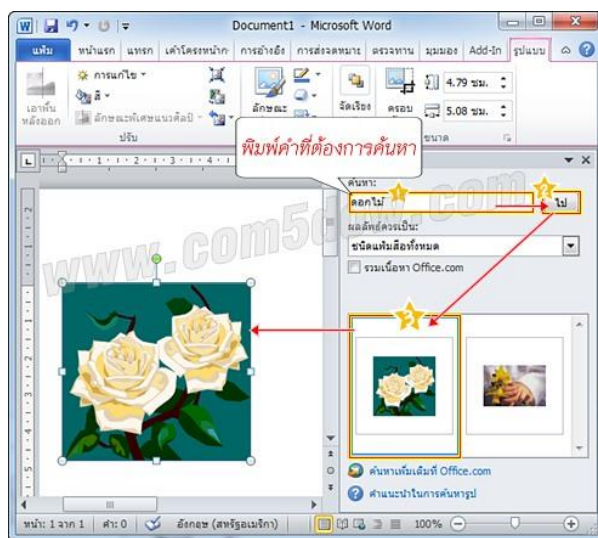 Document1 - Microsoft Word
แฟ้ม หน้าแรก แทรก เค้าโครงหน้าก การอ้างอิง การส่งจดหมาย ตรวจทาน มุมมอง Add-In รูปแบบ
การแก้ไข
4.79 ซม.
สี
ลักษณะ
จัดเรียง
ครอบ
5.08 ซม.
เอาพื้น
หลังออก
ลักษณะพิเศษแนวศิลป์
ปรับ
ขนาด
พิมพ์คำที่ต้องการค้นหา
ค้นหา:
ดอกไม้
1
2
ไป
ผลลัพธ์ควรเป็น:
ชนิดแฟ้มสื่อทั้งหมด
รวมเนื้อหา Office.com
3
ค้นหาเพิ่มเติมที่ Office.com
คำแนะนำในการค้นหารูป
หน้า: 1 จาก 1 คำ: 0 อังกฤษ (สหรัฐอเมริกา) 100%